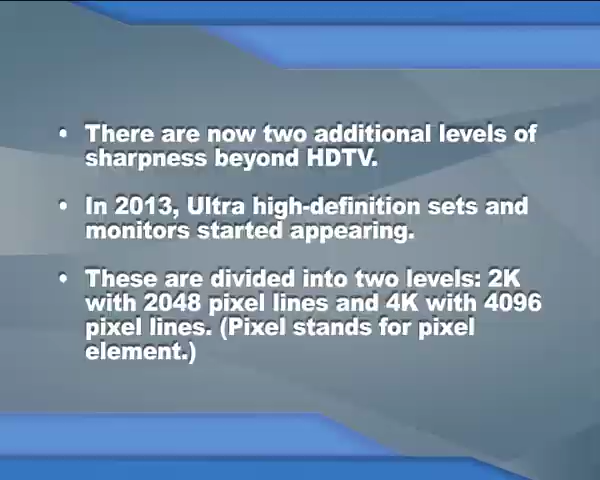 • There are now two additional levels of
sharpness beyond HDTV.
• In 2013, Ultra high-definition sets and
monitors started appearing.
• These are divided into two levels: 2K
with 2048 pixel lines and 4K with 4096
pixel lines. (Pixel stands for pixel
element.)